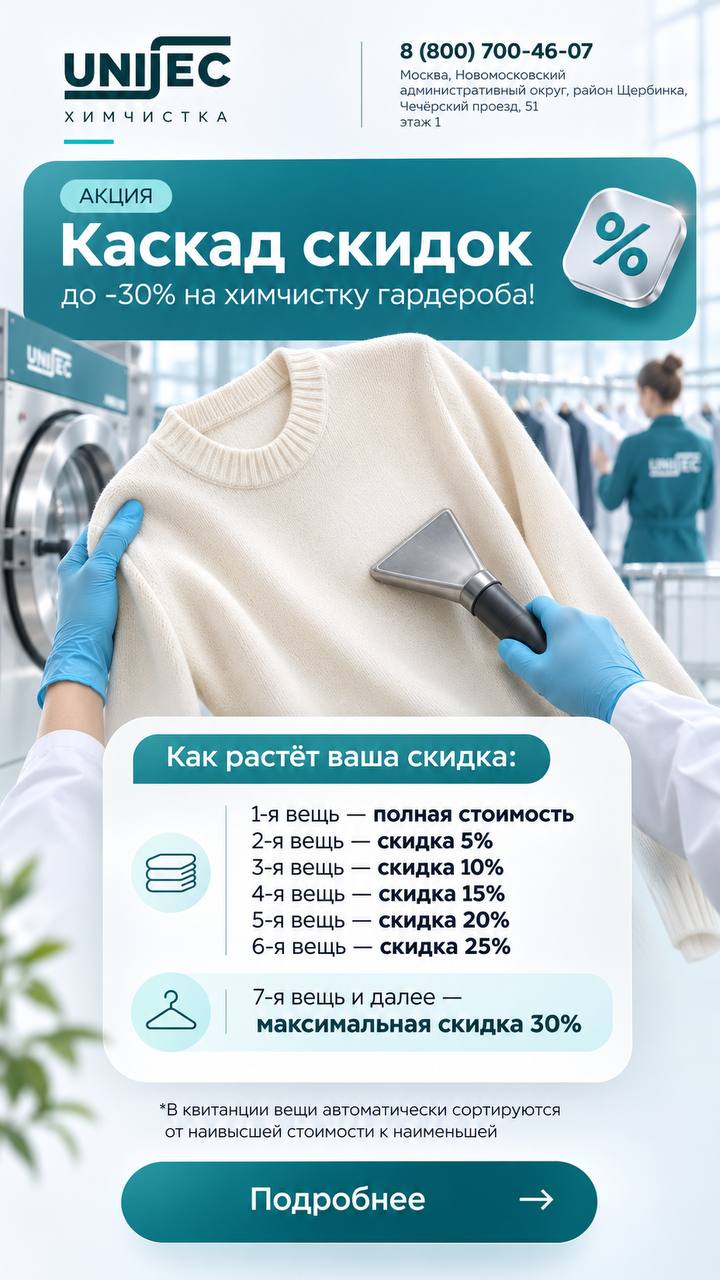 UNISEC
ХИМЧИСТКА
8 (800) 700-46-07
Москва, Новомосковский
административный округ, район Щербинка,
Чечёрский проезд, 51
этаж 1
АКЦИЯ
Каскад скидок
до -30% на химчистку гардероба!
%
UNISEC
UNISEC
Как растёт ваша скидка:
1-я вещь — полная стоимость
2-я вещь — скидка 5%
3-я вещь — скидка 10%
4-я вещь — скидка 15%
5-я вещь — скидка 20%
6-я вещь — скидка 25%
7-я вещь и далее —
максимальная скидка 30%
*В квитанции вещи автоматически сортируются
от наивысшей стоимости к наименьшей
Подробнее →